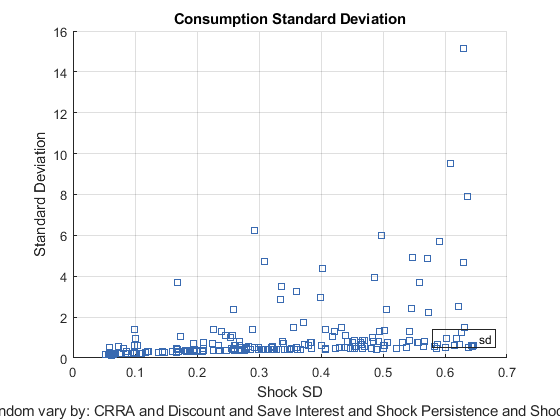 Consumption Standard Deviation
16
14
12
10
8
6
4
2
0
Standard Deviation
sd
0 0.1 0.2 0.3 0.4 0.5 0.6 0.7
Shock SD
ndom vary by: CRRA and Discount and Save Interest and Shock Persistence and Sho